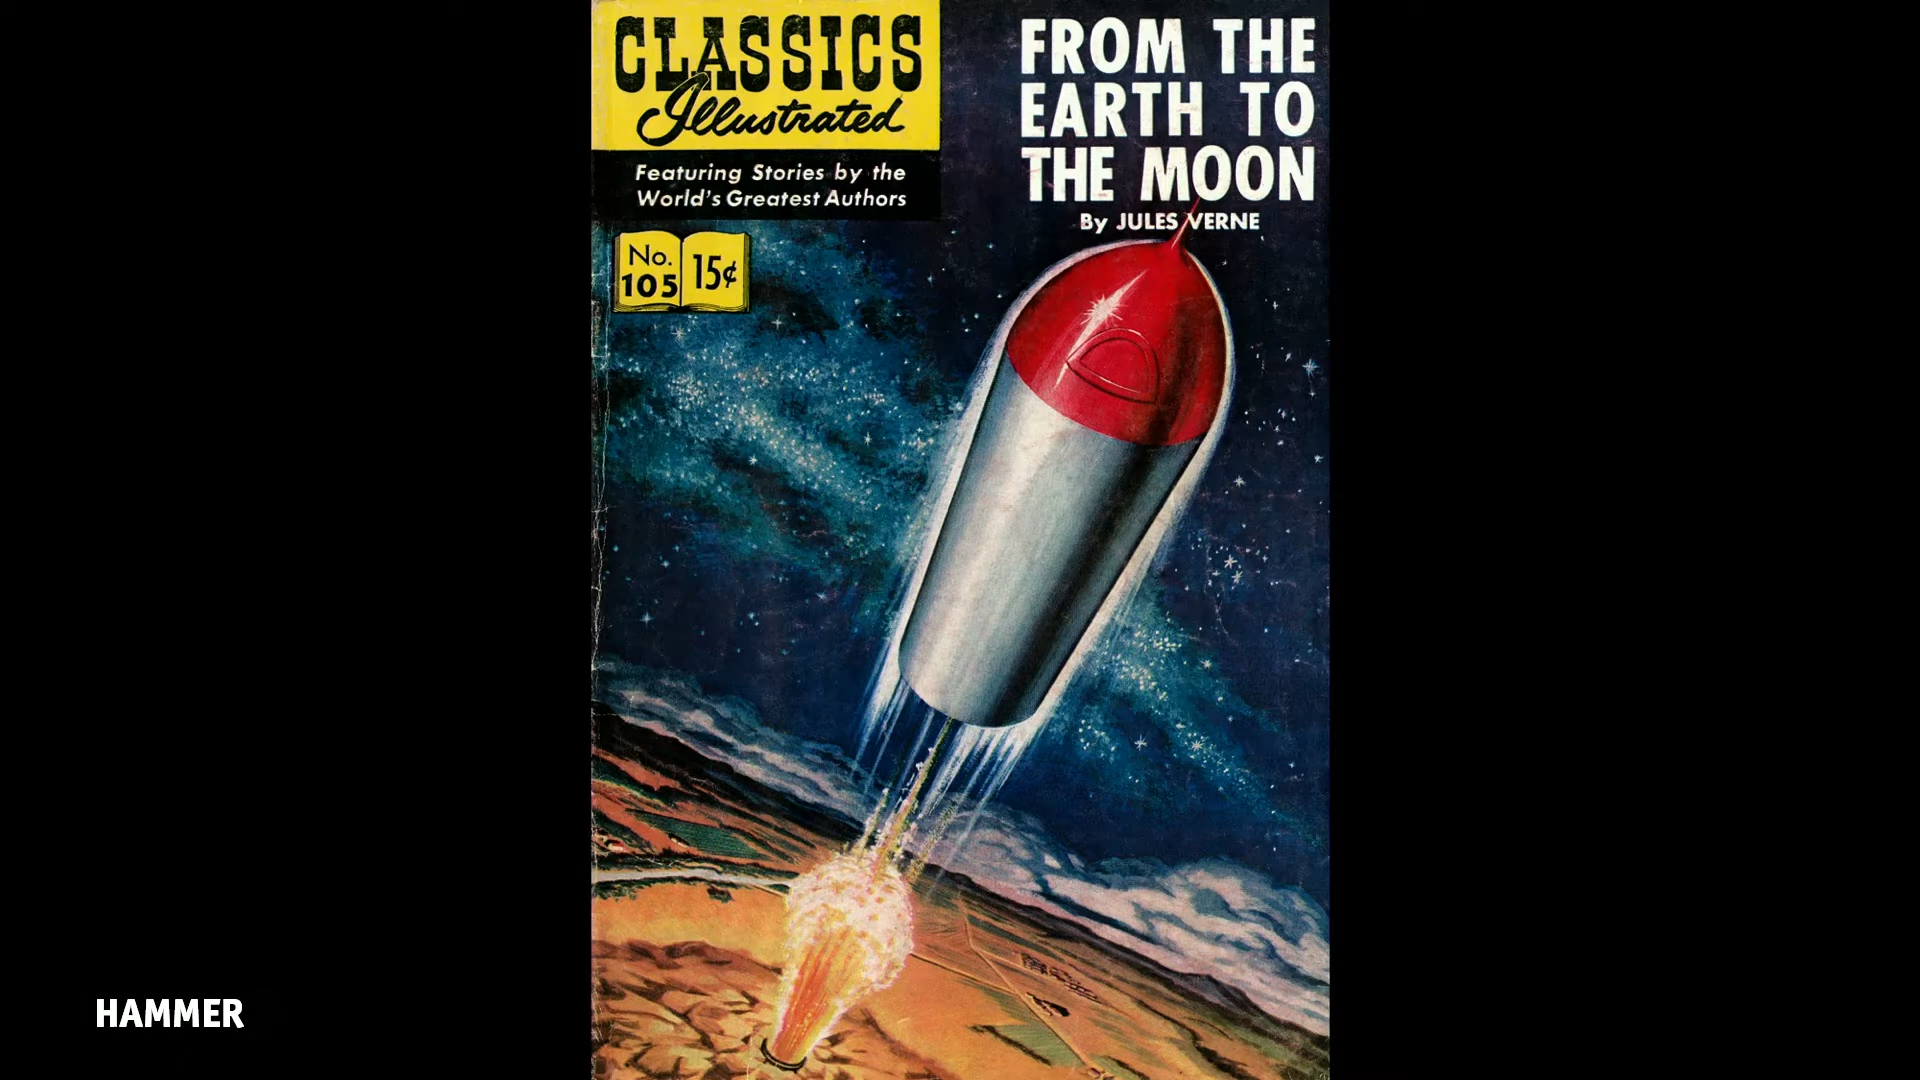 CLASSICS
Illustrated
Featuring Stories by the
World's Greatest Authors
No.
105
15¢
FROM THE
EARTH TO
THE MOON
By JULES VERNE
HAMMER